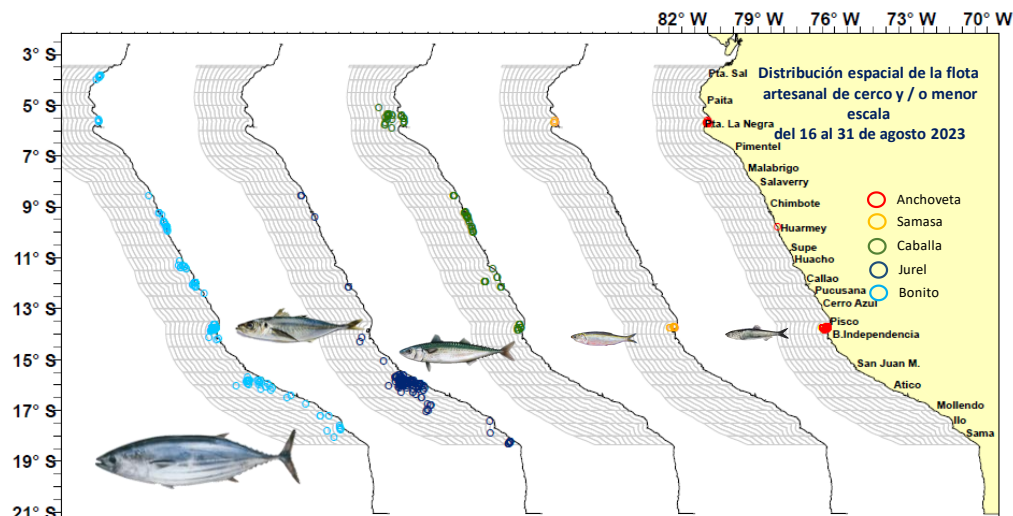 82° W 79° W 76° W 73° W 70° W
3° S
5° S
7° S
9° S
11° S
13° S
15° S
17° S
19° S
21° S
Distribución espacial de la flota
artesanal de cerco y / o menor
escala
del 16 al 31 de agosto 2023
Pta. Sal
Paita
Pta. La Negra
Pimentel
Malabrigo
Salaverry
Chimbote
Huarmey
Supe
Huacho
Callao
Pucusana
Cerro Azul
Pisco
B.Independencia
San Juan M.
Atico
Mollendo
Ilo
Sama
Anchoveta
Samasa
Caballa
Jurel
Bonito